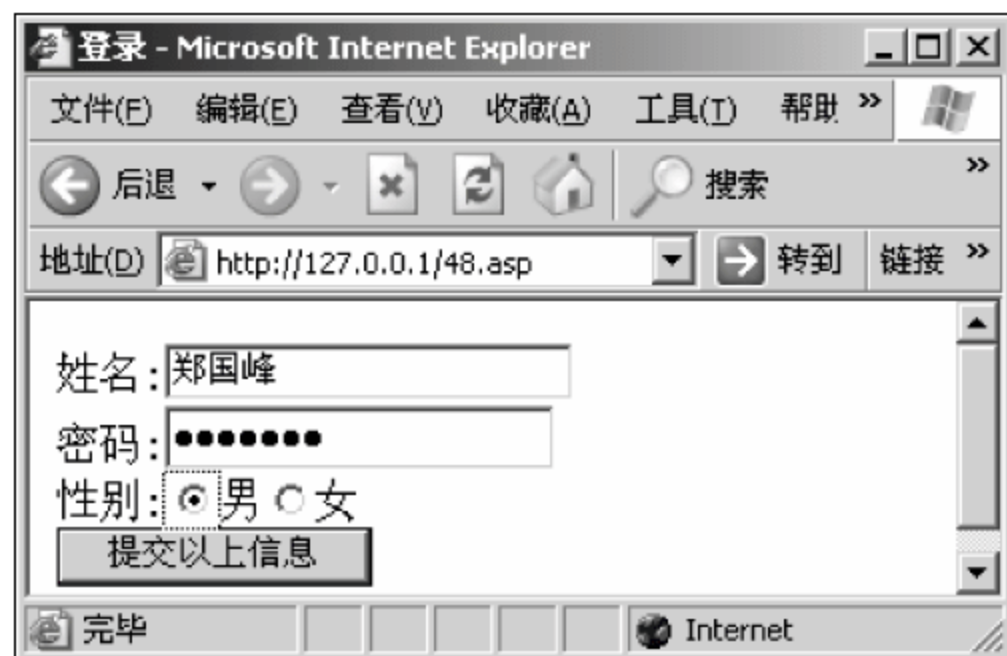 登录 - Microsoft Internet Explorer
文件(F) 编辑(E) 查看(V) 收藏(A) 工具(T) 帮助 »
后退 搜索 »
地址(D) http://127.0.0.1/48.asp 转到 链接 »
姓名:郑国峰
密码:●●●●●●●
性别:男 女
提交以上信息
完毕 Internet